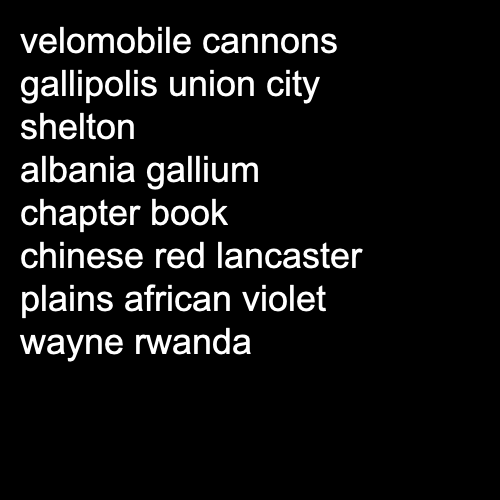 velomobile cannons
gallipolis union city
shelton
albania gallium
chapter book
chinese red lancaster
plains african violet
wayne rwanda